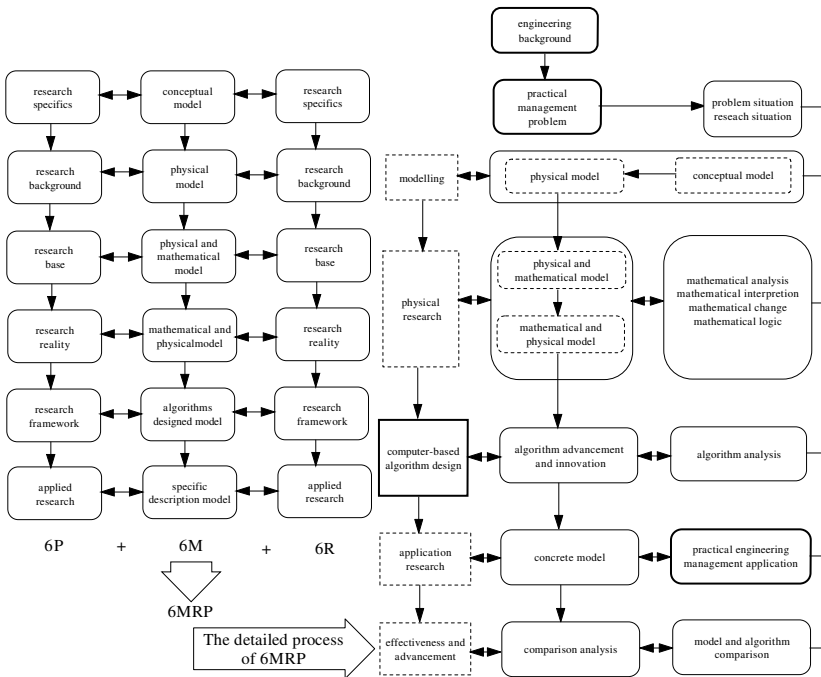 research
specifics
conceptual
model
research
specifics
research
background
physical
model
research
background
research
base
physical and
mathematical
model
research
base
research
reality
mathematical and
physicalmodel
research
reality
research
framework
algorithms
designed model
research
framework
applied
research
specific
description model
applied
research
6P + 6M + 6R
6MRP
The detailed process
of 6MRP
engineering
background
practical
management
problem
problem situation
reseach situation
modelling
physical model
conceptual model
physical
research
physical and
mathematical model
mathematical and
physical model
mathematical analysis
mathematical interpretion
mathematical change
mathematical logic
computer-based
algorithm design
algorithm advancement
and innovation
algorithm analysis
application
research
concrete model
practical engineering
management application
effectiveness and
advancement
comparison analysis
model and algorithm
comparison